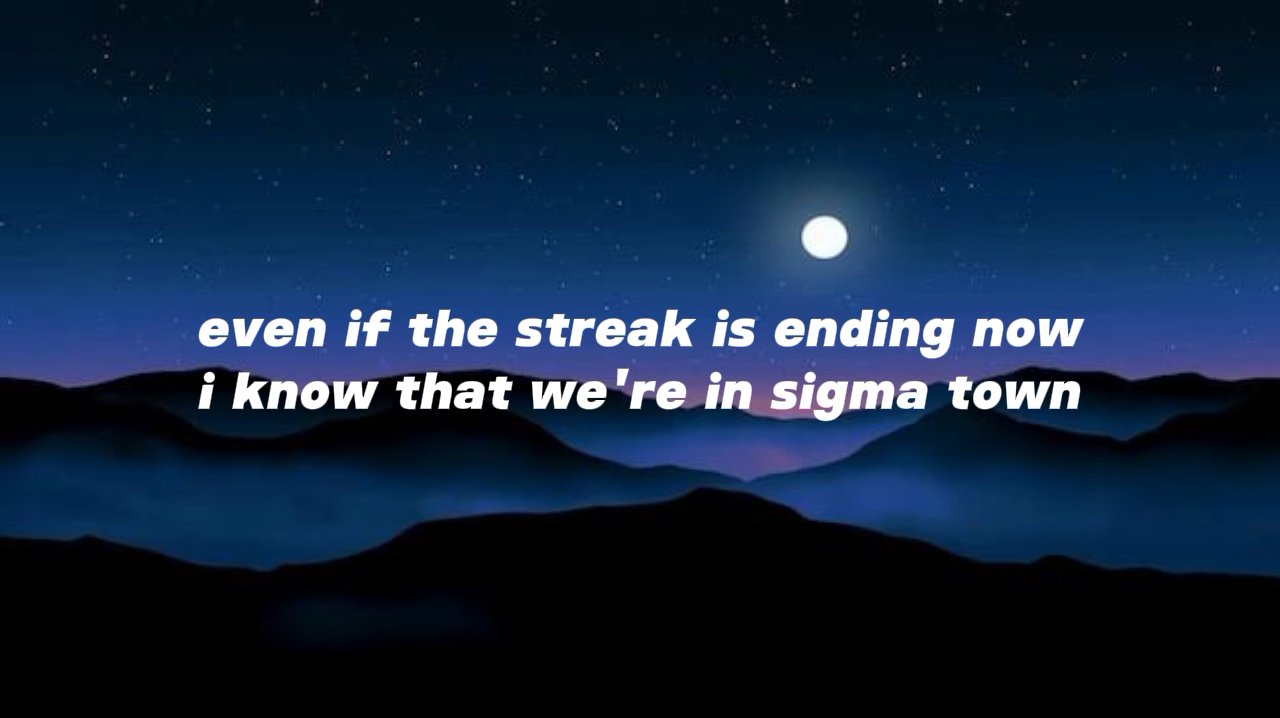 even if the streak is ending now
i know that we're in sigma town